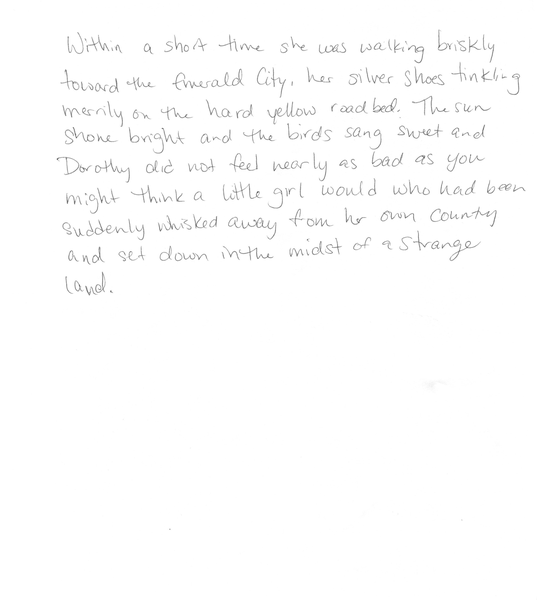 Within a short time she was walking briskly
toward the Emerald City, her silver shoes tinkling
merrily on the hard yellow roadbed. The sun
shone bright and the birds sang sweet and
Dorothy did not feel nearly as bad as you
might think a little girl would who had been
suddenly whisked away from her own county
and set down in the midst of a strange
land.